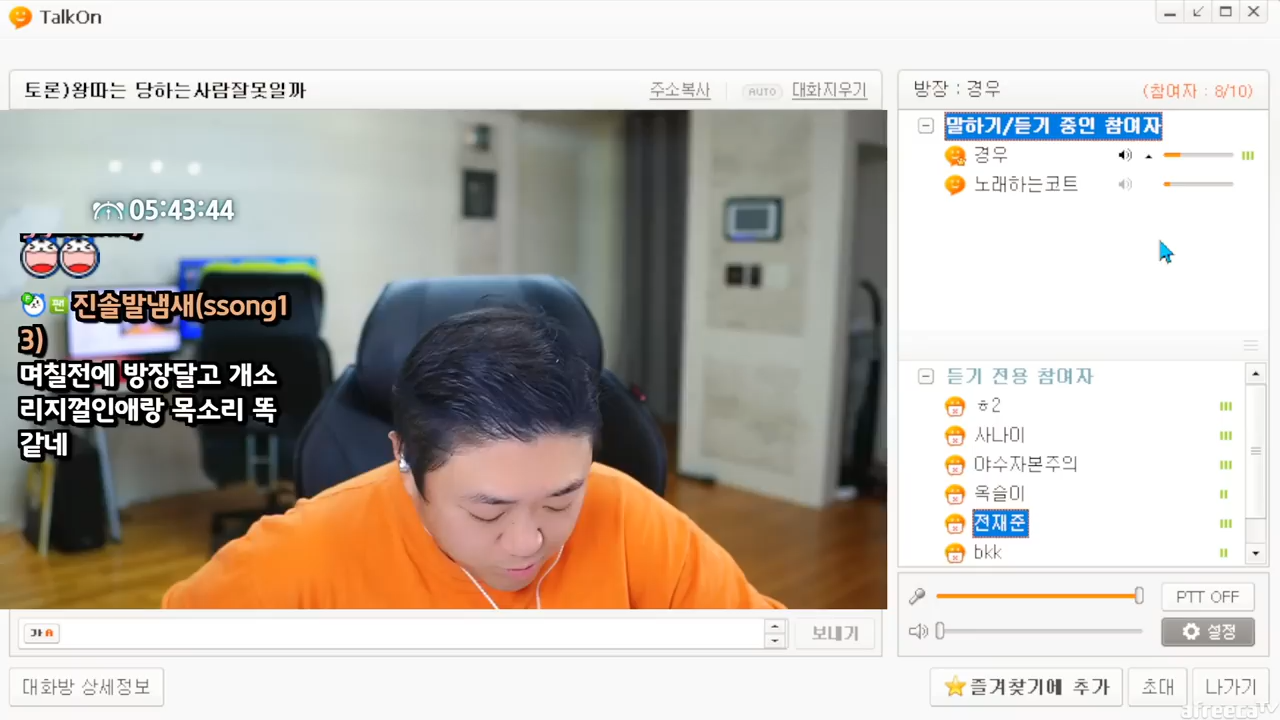 TalkOn
토론)왕따는 당하는사람잘못일까
주소복사
AUTO
대화지우기
05:43:44
팬 진솔발냄새(ssong1
3)
며칠전에 방장달고 개소
리지껄인애랑 목소리 똑
같네
가A
보내기
대화방 상세정보
방장 : 경우
(참여자 : 8/10)
말하기/듣기 중인 참여자
경우
노래하는코트
듣기 전용 참여자
ㅎ2
사나이
야수자본주의
옥슬이
전재준
bkk
PTT OFF
설정
즐겨찾기에 추가
초대
나가기
afreecaTV